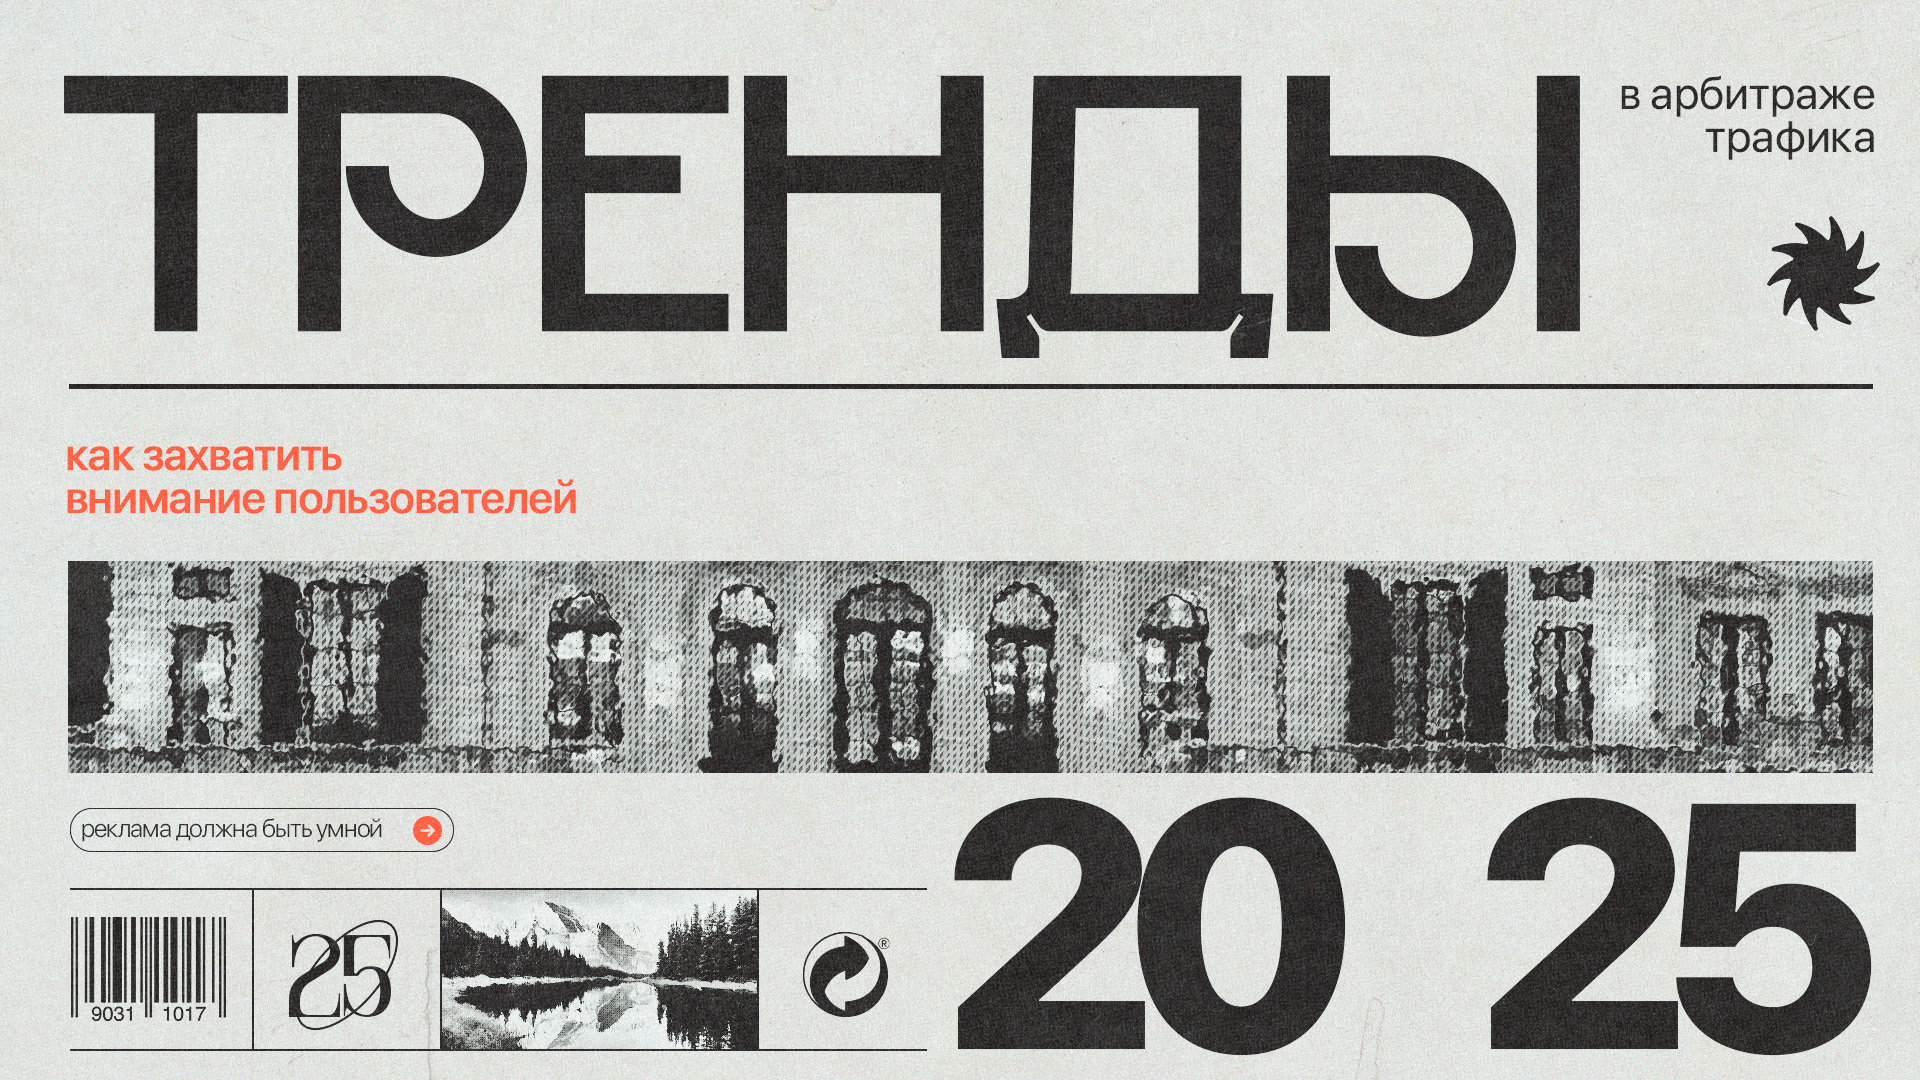 ТРЕНДЫ
в арбитраже
трафика
как захватить
внимание пользователей
реклама должна быть умной
20 25
9031 1017
25
®